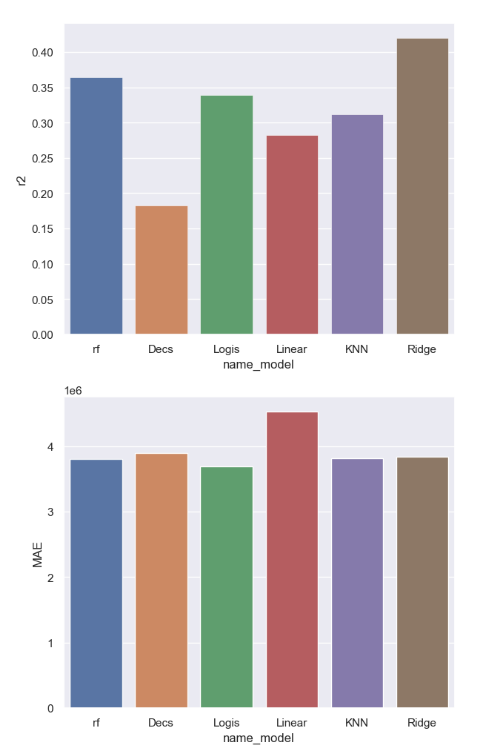 0.40
0.35
0.30
0.25
0.20
0.15
0.10
0.05
0.00
r2
rf Decs Logis Linear KNN Ridge
name_model
1e6
4
3
2
1
0
MAE
rf Decs Logis Linear KNN Ridge
name_model